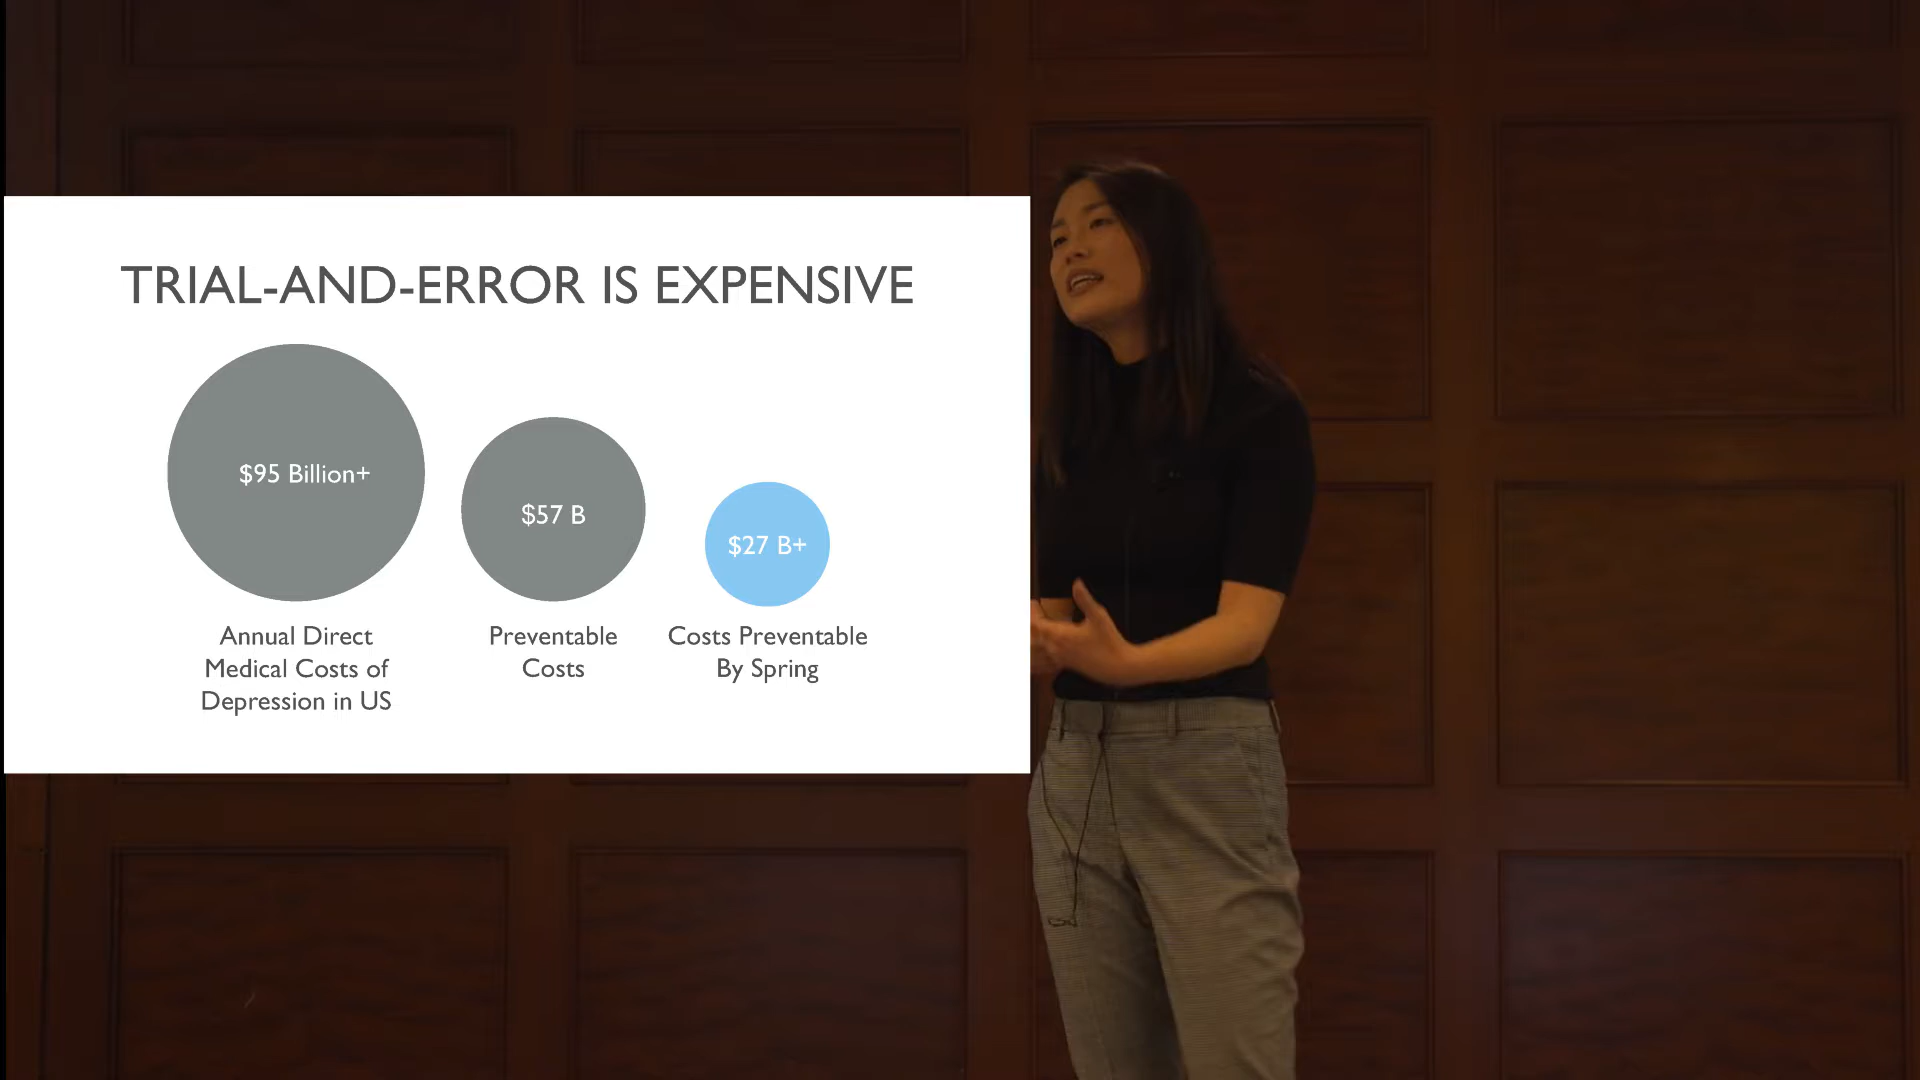 TRIAL-AND-ERROR IS EXPENSIVE
$95 Billion+
$57 B
$27 B+
Annual Direct
Medical Costs of
Depression in US
Preventable
Costs
Costs Preventable
By Spring